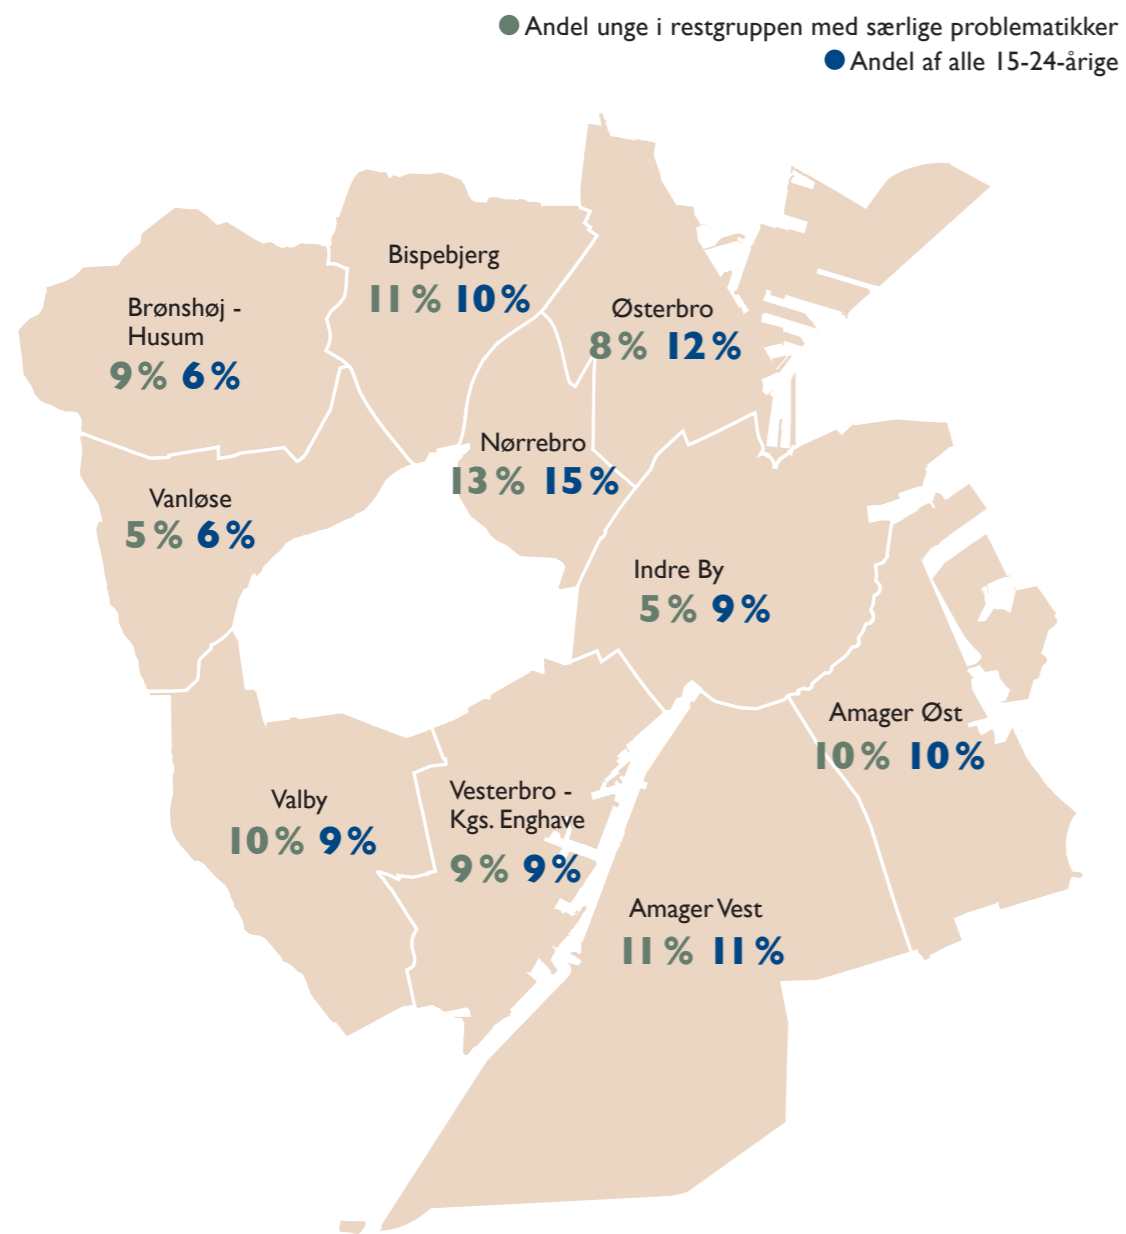 Andel unge i restgruppen med særlige problematikker
Andel af alle 15-24-årige
Bispebjerg
11 % 10 %
Brønshøj -
Husum
9 % 6 %
Østerbro
8 % 12 %
Nørrebro
13 % 15 %
Vanløse
5 % 6 %
Indre By
5 % 9 %
Amager Øst
10 % 10 %
Valby
10 % 9 %
Vesterbro -
Kgs. Enghave
9 % 9 %
Amager Vest
11 % 11 %